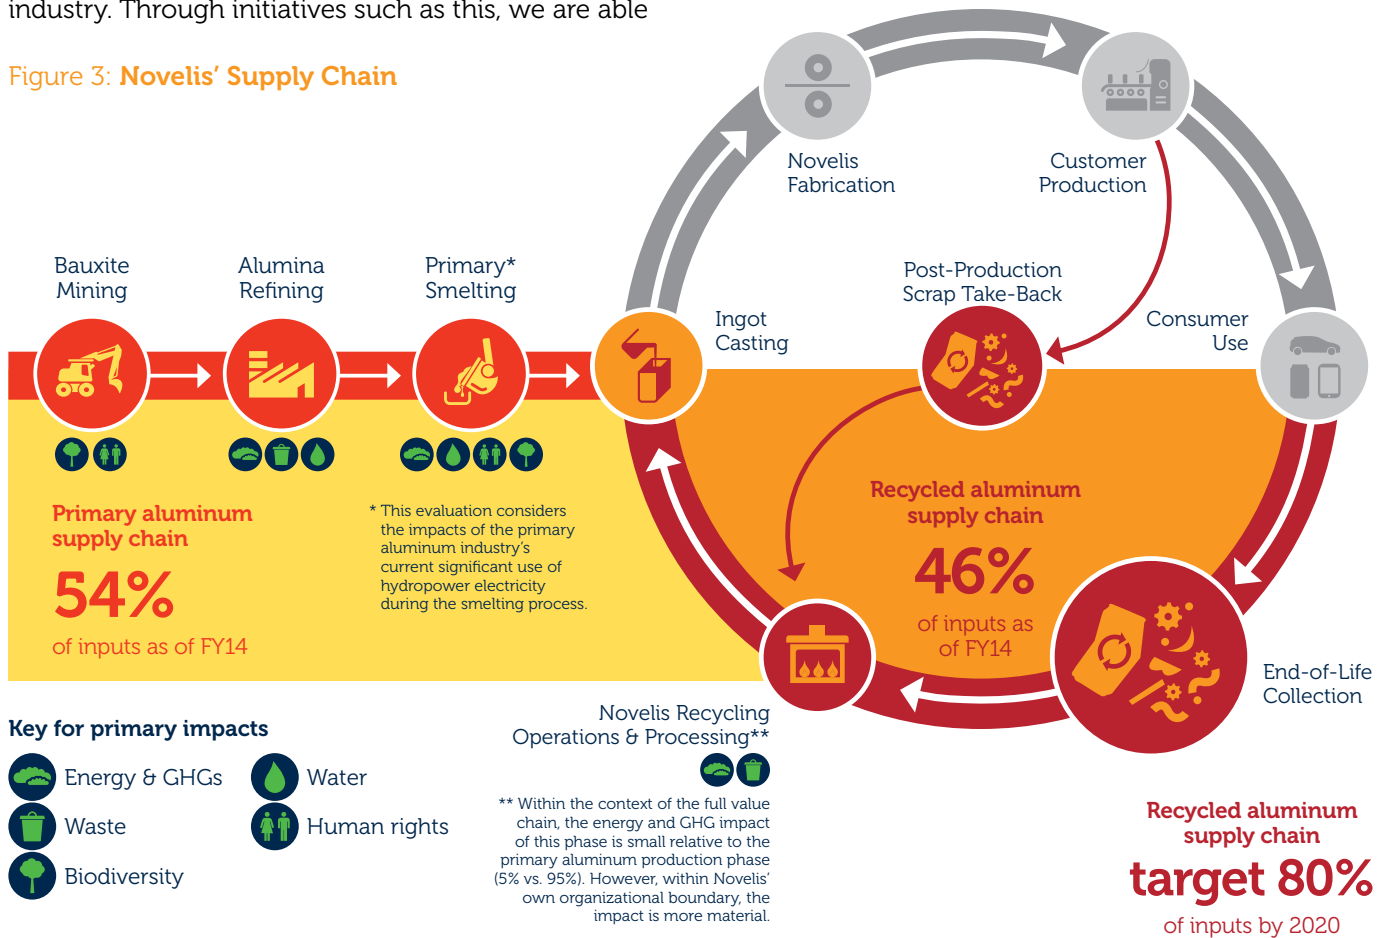 industry. Through initiatives such as this, we are able
Figure 3: Novelis’ Supply Chain
Novelis
Fabrication
Customer
Production
Bauxite
Mining
Alumina
Refining
Primary*
Smelting
Ingot
Casting
Post-Production
Scrap Take-Back
Consumer
Use
Primary aluminum
supply chain
54%
of inputs as of FY14
* This evaluation considers
the impacts of the primary
aluminum industry’s
current significant use of
hydropower electricity
during the smelting process.
Recycled aluminum
supply chain
46%
of inputs as
of FY14
End-of-Life
Collection
Novelis Recycling
Operations & Processing**
** Within the context of the full value
chain, the energy and GHG impact
of this phase is small relative to the
primary aluminum production phase
(5% vs. 95%). However, within Novelis’
own organizational boundary, the
impact is more material.
Key for primary impacts
Energy & GHGs
Water
Waste
Human rights
Biodiversity
Recycled aluminum
supply chain
target 80%
of inputs by 2020